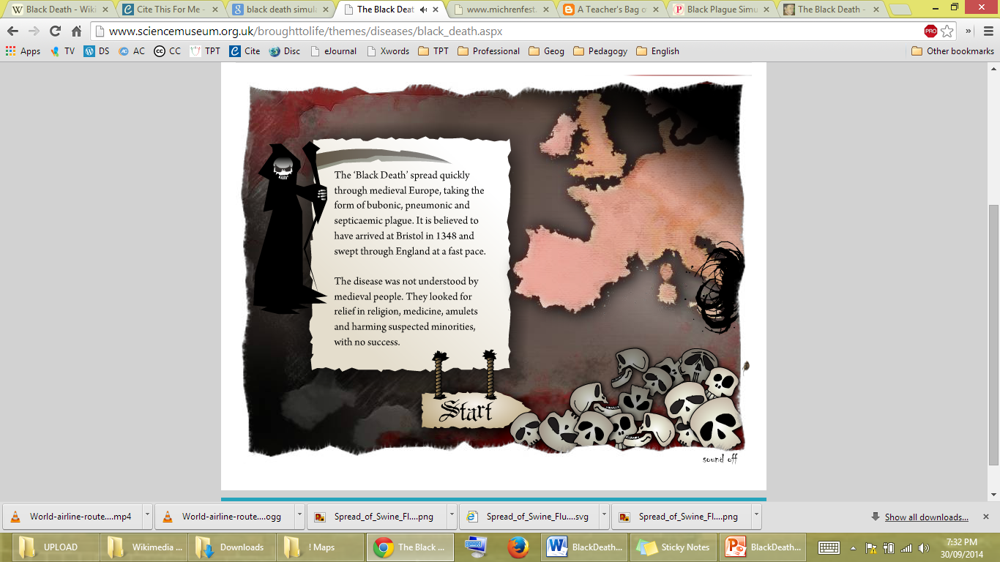 Black Death - Wiki
Cite This For Me -
black death simula
The Black Deat
www.michrenfest.
A Teacher's Bag o
Black Plague Simu
The Black Death -
www.sciencemuseum.org.uk/broughttolife/themes/diseases/black_death.aspx
PRO
Apps TV DS AC CC TPT Cite Disc eJournal Xwords TPT Professional Geog Pedagogy English Other bookmarks
The ‘Black Death’ spread quickly
through medieval Europe, taking the
form of bubonic, pneumonic and
septicaemic plague. It is believed to
have arrived at Bristol in 1348 and
swept through England at a fast pace.
The disease was not understood by
medieval people. They looked for
relief in religion, medicine, amulets
and harming suspected minorities,
with no success.
Start
sound off
World-airline-route....mp4
World-airline-route....ogg
Spread_of_Swine_Fl....png
Spread_of_Swine_Flu....svg
Spread_of_Swine_Fl....png
Show all downloads...
UPLOAD
Wikimedia ...
Downloads
! Maps
The Black ...
BlackDeath...
Sticky Notes
BlackDeath...
7:32 PM
30/09/2014